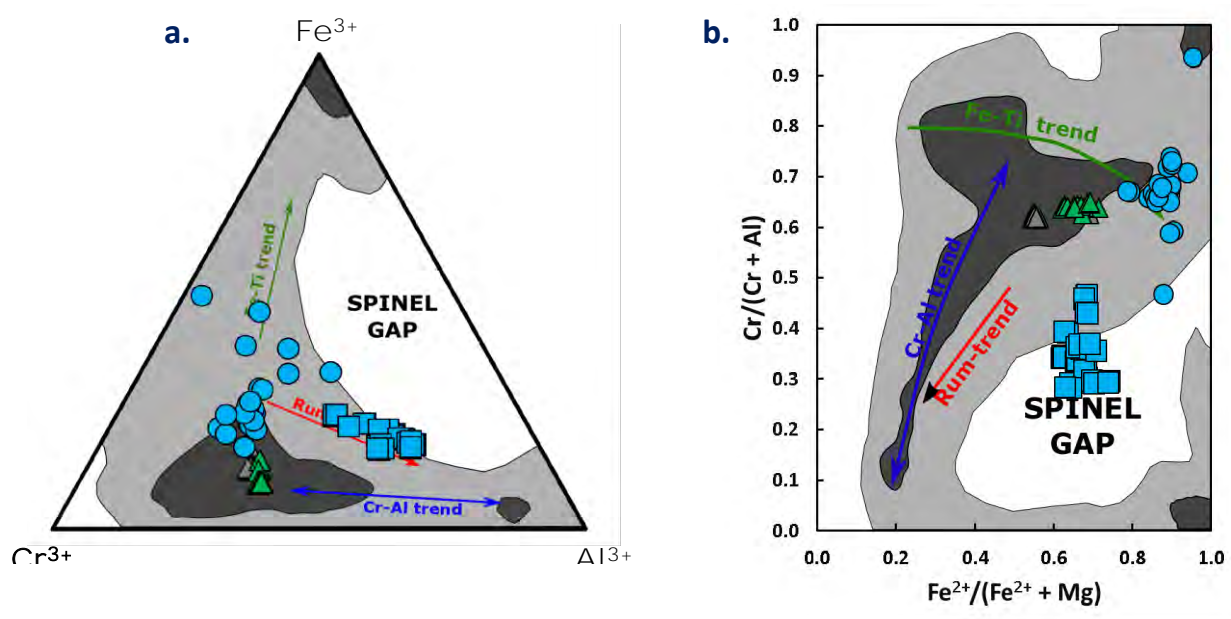 a.
Fe3+
Ti trend
SPINEL
GAP
Cr-Al trend
Cr3+
Al3+
b.
1.0
0.9
0.8
0.7
0.6
0.5
0.4
0.3
0.2
0.1
0.0
Cr/(Cr + Al)
Fe-Ti trend
Cr-Al trend
Rum-trend
SPINEL
GAP
0.0 0.2 0.4 0.6 0.8 1.0
Fe2+/(Fe2+ + Mg)